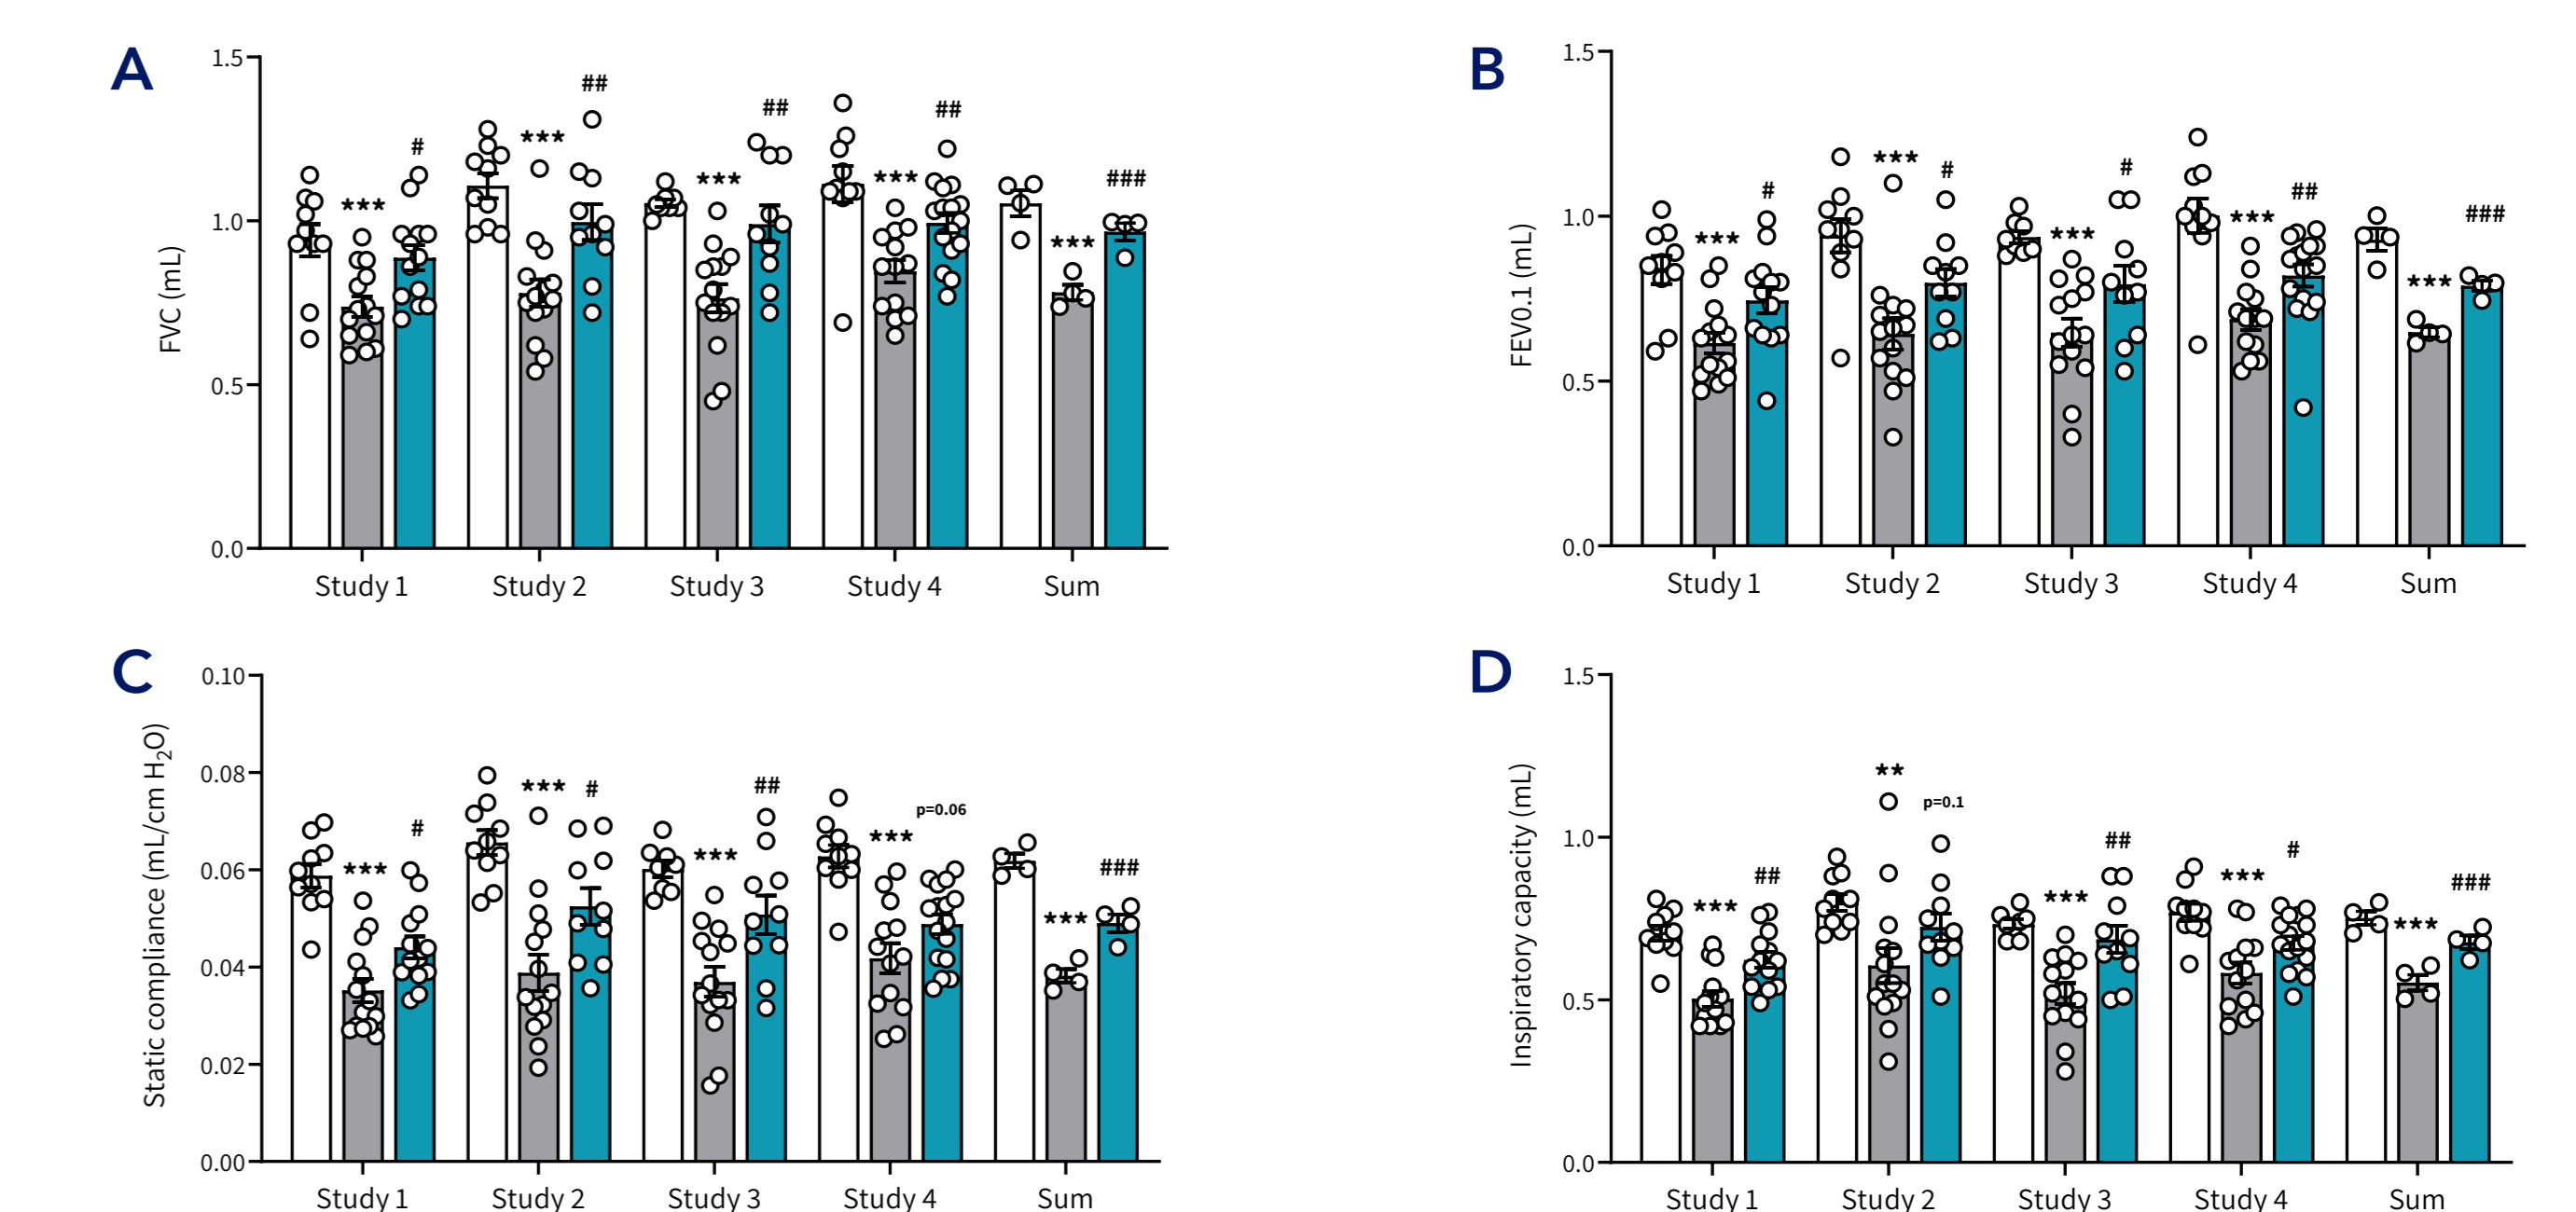 A
FVC (mL)
1.5
1.0
0.5
0.0
#
***
***
##
***
##
***
##
***
###
Study 1
Study 2
Study 3
Study 4
Sum
B
FEV0.1 (mL)
1.5
1.0
0.5
0.0
***
#
***
#
***
#
***
##
***
###
Study 1
Study 2
Study 3
Study 4
Sum
C
Static compliance (mL/cm H₂O)
0.10
0.08
0.06
0.04
0.02
0.00
***
#
***
#
***
##
***
p=0.06
***
###
Study 1
Study 2
Study 3
Study 4
Sum
D
Inspiratory capacity (mL)
1.5
1.0
0.5
0.0
***
##
**
p=0.1
***
##
***
#
***
###
Study 1
Study 2
Study 3
Study 4
Sum